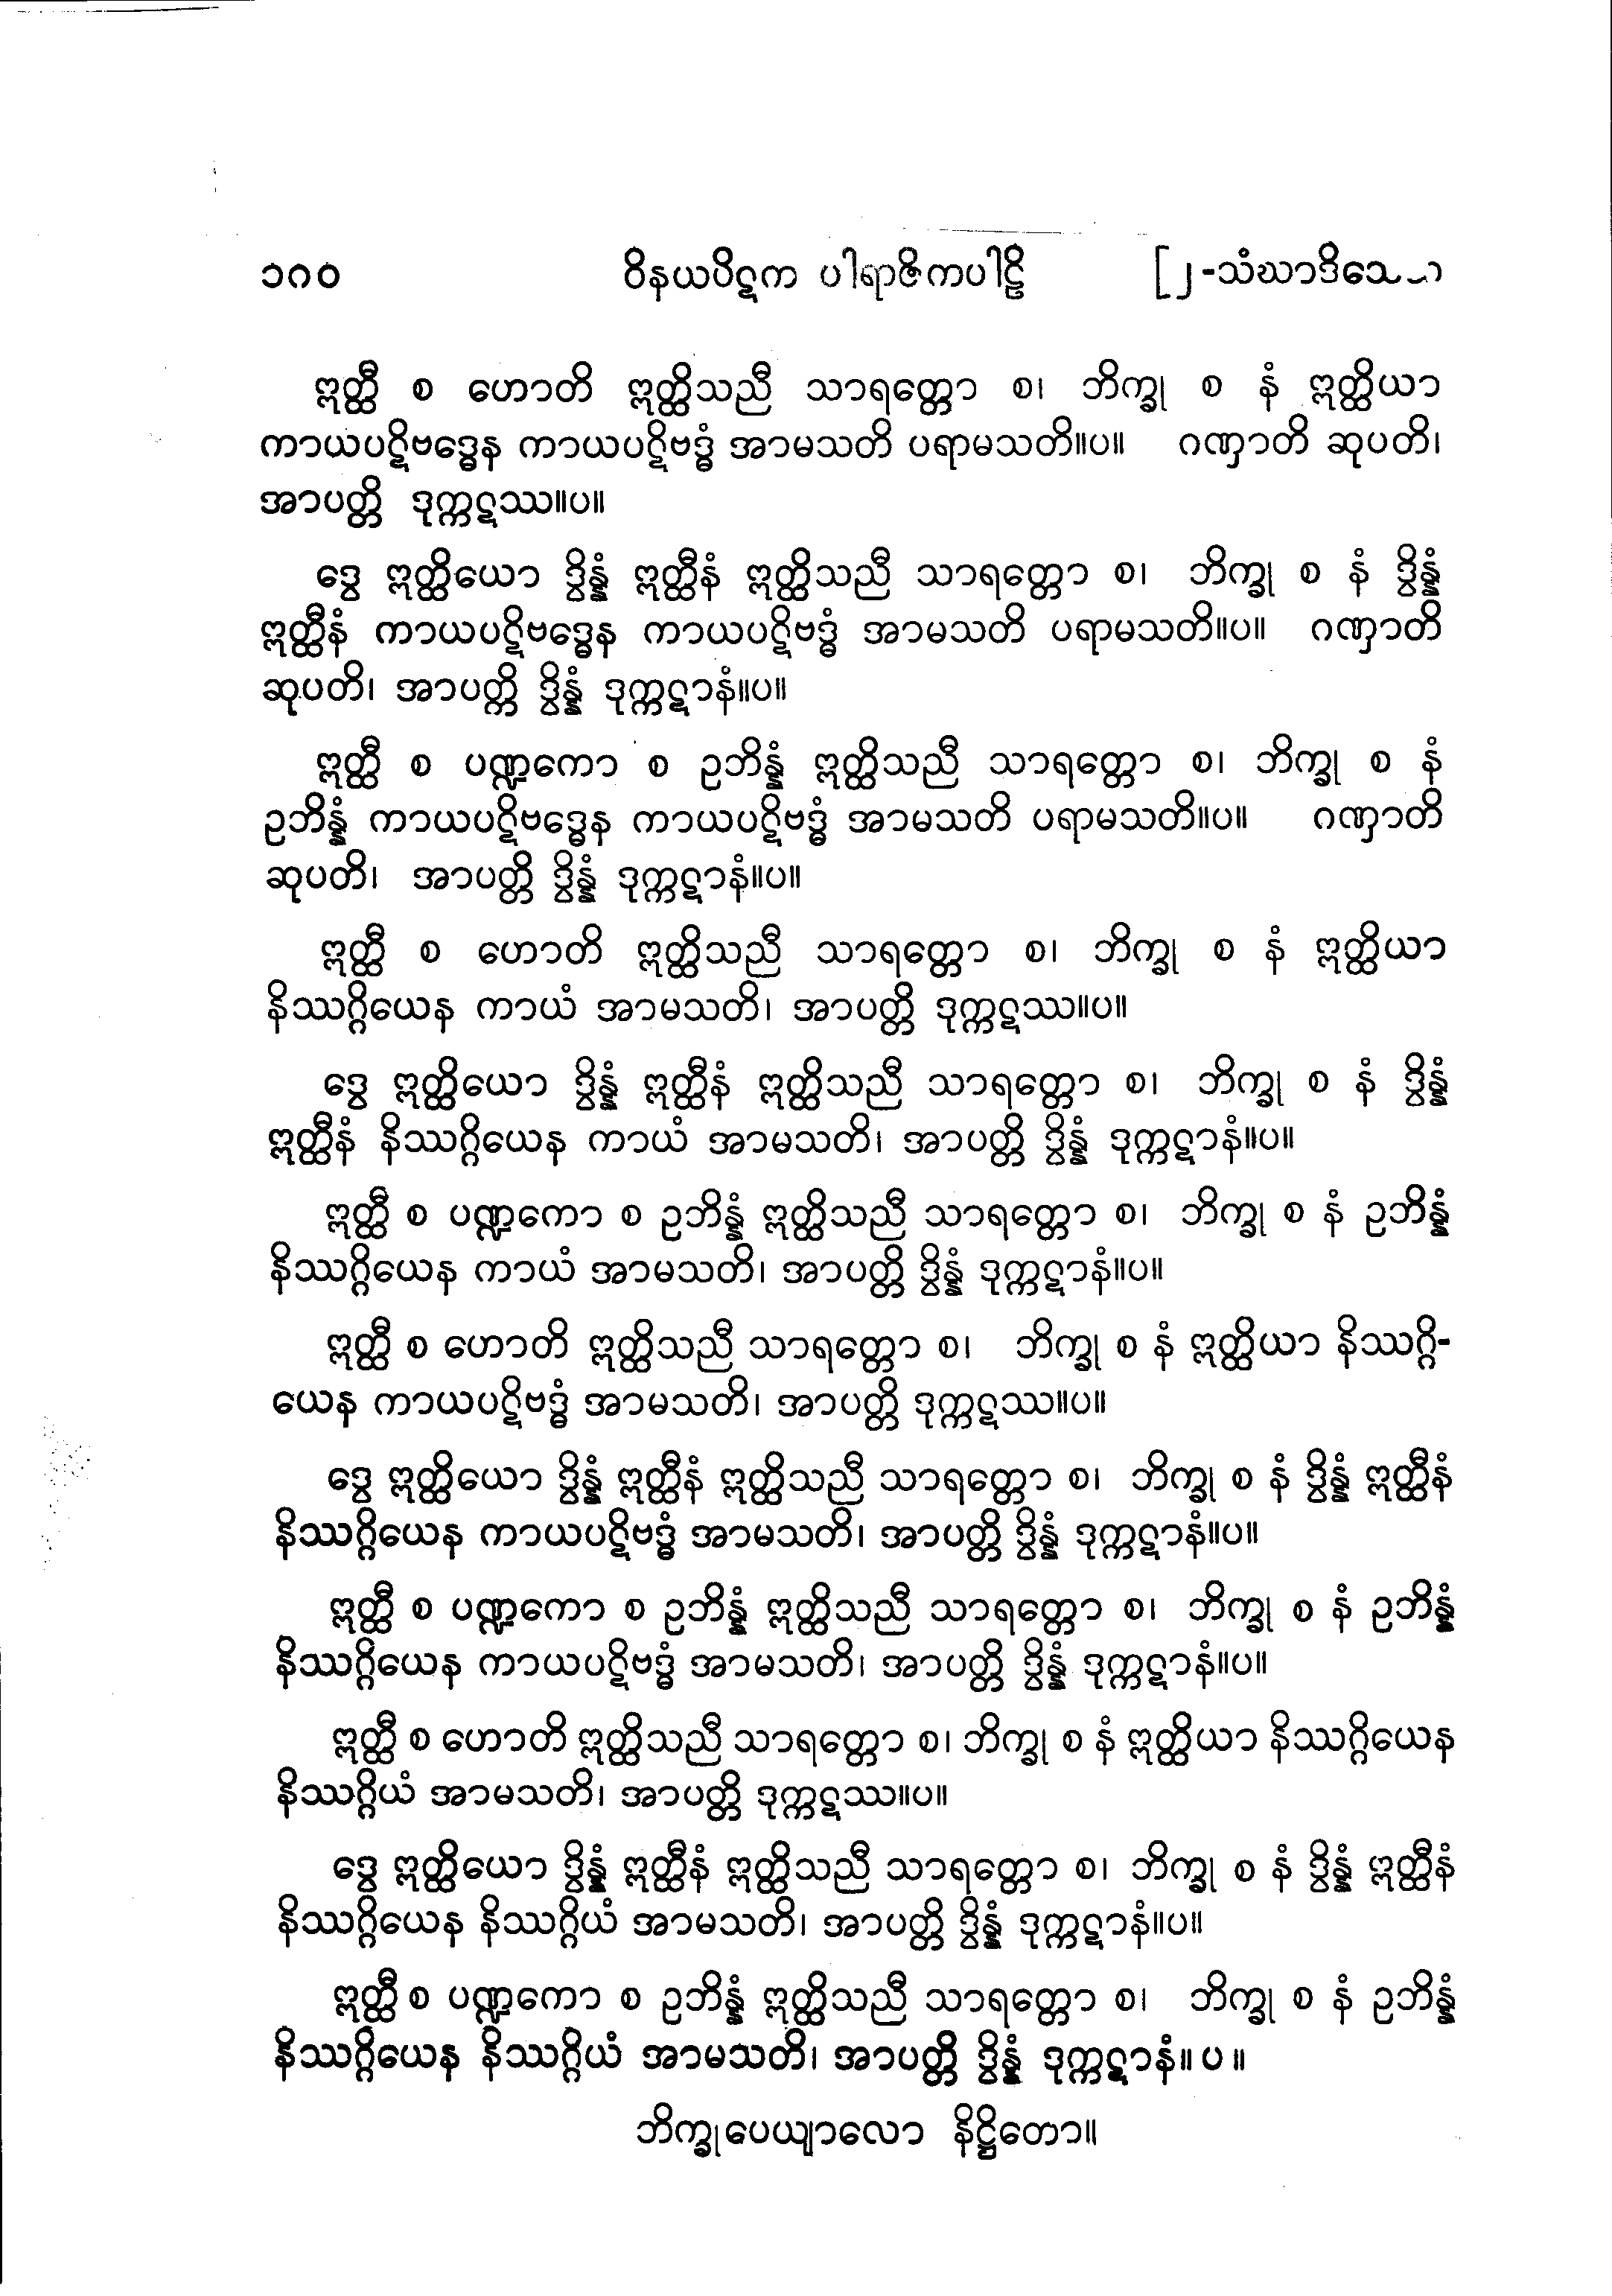 ၁၈၀ ဝိနယပိဋက ပါရာဇိကပါဠိ [၂-သံဃာဒိသေ
ဣတ္ထီ စ ဟောတိ ဣတ္ထိသညီ သာရတ္တော စ၊ ဘိက္ခု စ နံ ဣတ္ထိယာ
ကာယပဋိဗဒ္ဓေန ကာယပဋိဗဒ္ဓံ အာမသတိ ပရာမသတိ။ပ။ ဂဏှာတိ ဆုပတိ၊
အာပတ္တိ ဒုက္ကဋဿ။ပ။
ဒွေ ဣတ္ထိယော ဒွိန္နံ ဣတ္ထီနံ ဣတ္ထိသညီ သာရတ္တော စ၊ ဘိက္ခု စ နံ ဒွိန္နံ
ဣတ္ထီနံ ကာယပဋိဗဒ္ဓေန ကာယပဋိဗဒ္ဓံ အာမသတိ ပရာမသတိ။ပ။ ဂဏှာတိ
ဆုပတိ၊ အာပတ္တိ ဒွိန္နံ ဒုက္ကဋာနံ။ပ။
ဣတ္ထီ စ ပဏ္ဍကော စ ဥဘိန္နံ ဣတ္ထိသညီ သာရတ္တော စ၊ ဘိက္ခု စ နံ
ဥဘိန္နံ ကာယပဋိဗဒ္ဓေန ကာယပဋိဗဒ္ဓံ အာမသတိ ပရာမသတိ။ပ။ ဂဏှာတိ
ဆုပတိ၊ အာပတ္တိ ဒွိန္နံ ဒုက္ကဋာနံ။ပ။
ဣတ္ထီ စ ဟောတိ ဣတ္ထိသညီ သာရတ္တော စ၊ ဘိက္ခု စ နံ ဣတ္ထိယာ
နိဿဂ္ဂိယေန ကာယံ အာမသတိ၊ အာပတ္တိ ဒုက္ကဋဿ။ပ။
ဒွေ ဣတ္ထိယော ဒွိန္နံ ဣတ္ထီနံ ဣတ္ထိသညီ သာရတ္တော စ၊ ဘိက္ခု စ နံ ဒွိန္နံ
ဣတ္ထီနံ နိဿဂ္ဂိယေန ကာယံ အာမသတိ၊ အာပတ္တိ ဒွိန္နံ ဒုက္ကဋာနံ။ပ။
ဣတ္ထီ စ ပဏ္ဍကော စ ဥဘိန္နံ ဣတ္ထိသညီ သာရတ္တော စ၊ ဘိက္ခု စ နံ ဥဘိန္နံ
နိဿဂ္ဂိယေန ကာယံ အာမသတိ၊ အာပတ္တိ ဒွိန္နံ ဒုက္ကဋာနံ။ပ။
ဣတ္ထီ စ ဟောတိ ဣတ္ထိသညီ သာရတ္တော စ၊ ဘိက္ခု စ နံ ဣတ္ထိယာ နိဿဂ္ဂိ-
ယေန ကာယပဋိဗဒ္ဓံ အာမသတိ၊ အာပတ္တိ ဒုက္ကဋဿ။ပ။
ဒွေ ဣတ္ထိယော ဒွိန္နံ ဣတ္ထီနံ ဣတ္ထိသညီ သာရတ္တော စ၊ ဘိက္ခု စ နံ ဒွိန္နံ ဣတ္ထီနံ
နိဿဂ္ဂိယေန ကာယပဋိဗဒ္ဓံ အာမသတိ၊ အာပတ္တိ ဒွိန္နံ ဒုက္ကဋာနံ။ပ။
ဣတ္ထီ စ ပဏ္ဍကော စ ဥဘိန္နံ ဣတ္ထိသညီ သာရတ္တော စ၊ ဘိက္ခု စ နံ ဥဘိန္နံ
နိဿဂ္ဂိယေန ကာယပဋိဗဒ္ဓံ အာမသတိ၊ အာပတ္တိ ဒွိန္နံ ဒုက္ကဋာနံ။ပ။
ဣတ္ထီ စ ဟောတိ ဣတ္ထိသညီ သာရတ္တော စ၊ ဘိက္ခု စ နံ ဣတ္ထိယာ နိဿဂ္ဂိယေန
နိဿဂ္ဂိယံ အာမသတိ၊ အာပတ္တိ ဒုက္ကဋဿ။ပ။
ဒွေ ဣတ္ထိယော ဒွိန္နံ ဣတ္ထီနံ ဣတ္ထိသညီ သာရတ္တော စ၊ ဘိက္ခု စ နံ ဒွိန္နံ ဣတ္ထီနံ
နိဿဂ္ဂိယေန နိဿဂ္ဂိယံ အာမသတိ၊ အာပတ္တိ ဒွိန္နံ ဒုက္ကဋာနံ။ပ။
ဣတ္ထီ စ ပဏ္ဍကော စ ဥဘိန္နံ ဣတ္ထိသညီ သာရတ္တော စ၊ ဘိက္ခု စ နံ ဥဘိန္နံ
နိဿဂ္ဂိယေန နိဿဂ္ဂိယံ အာမသတိ၊ အာပတ္တိ ဒွိန္နံ ဒုက္ကဋာနံ။ ပ ။
ဘိက္ခုပေယျာလော နိဋ္ဌိတော။